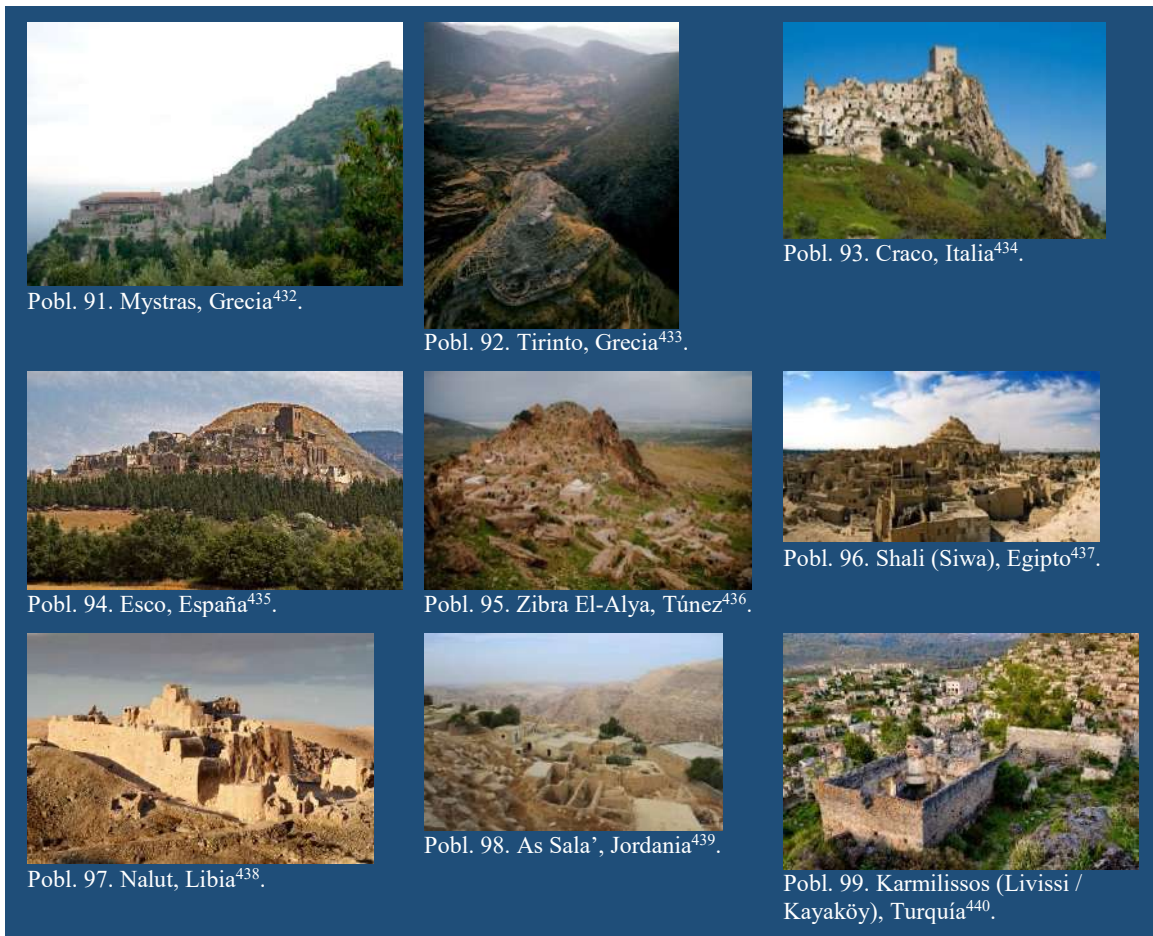 Pobl. 91. Mystras, Grecia⁴³².
Pobl. 92. Tirinto, Grecia⁴³³.
Pobl. 93. Craco, Italia⁴³⁴.
Pobl. 94. Esco, España⁴³⁵.
Pobl. 95. Zibra El-Alya, Túnez⁴³⁶.
Pobl. 96. Shali (Siwa), Egipto⁴³⁷.
Pobl. 97. Nalut, Libia⁴³⁸.
Pobl. 98. As Sala’, Jordania⁴³⁹.
Pobl. 99. Karmilissos (Livissi /
Kayaköy), Turquía⁴⁴⁰.